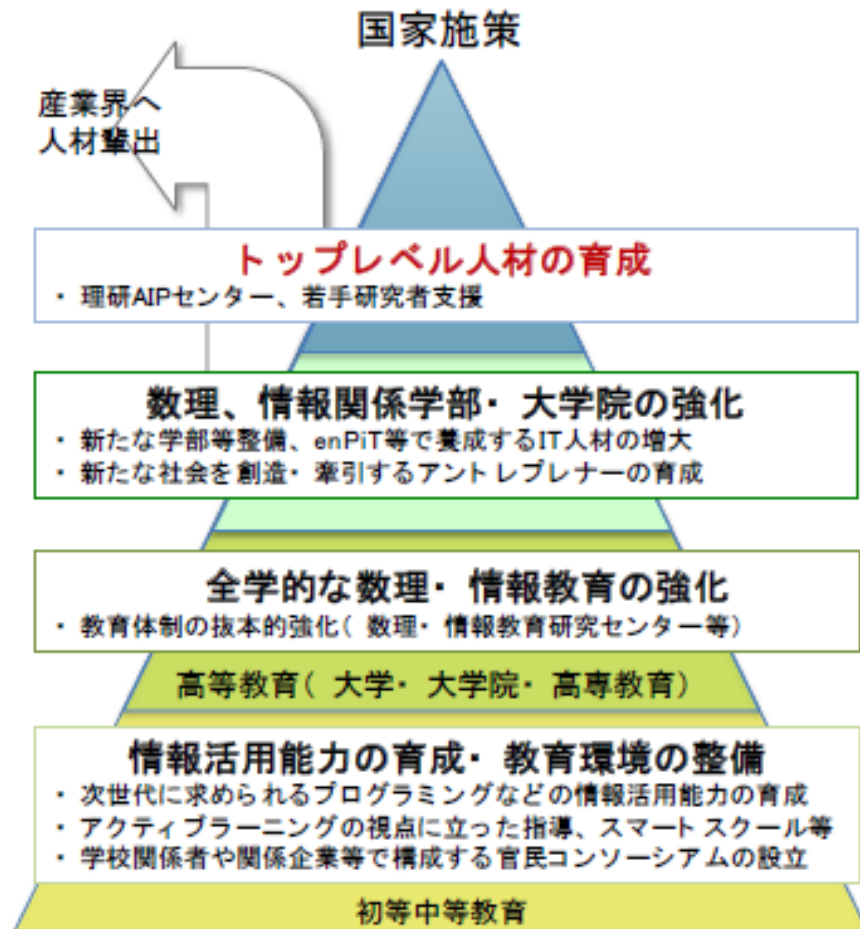 国家施策
産業界へ
人材輩出
トップレベル人材の育成
・ 理研AIPセンター、若手研究者支援
数理、情報関係学部・大学院の強化
・ 新たな学部等整備、enPiT等で養成するIT人材の増大
・ 新たな社会を創造・牽引するアントレプレナーの育成
全学的な数理・情報教育の強化
・ 教育体制の抜本的強化(数理・情報教育研究センター等)
高等教育(大学・大学院・高専教育)
情報活用能力の育成・教育環境の整備
・ 次世代に求められるプログラミングなどの情報活用能力の育成
・ アクティブラーニングの視点に立った指導、スマートスクール等
・ 学校関係者や関係企業等で構成する官民コンソーシアムの設立
初等中等教育